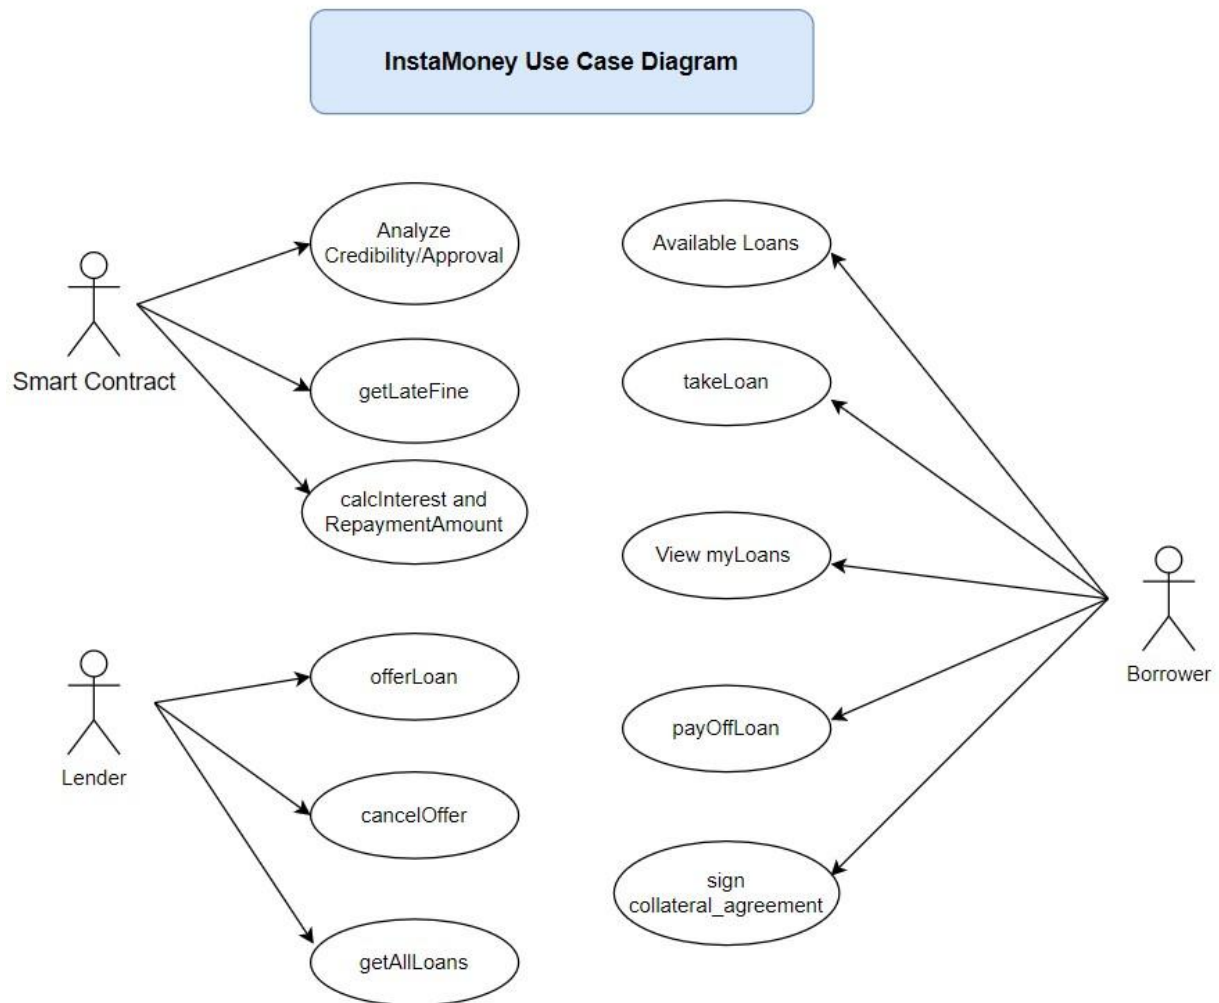 InstaMoney Use Case Diagram
Analyze
Credibility/Approval
Smart Contract
getLateFine
calcInterest and
RepaymentAmount
Lender
offerLoan
cancelOffer
getAllLoans
Available Loans
takeLoan
View myLoans
payOffLoan
sign
collateral_agreement
Borrower